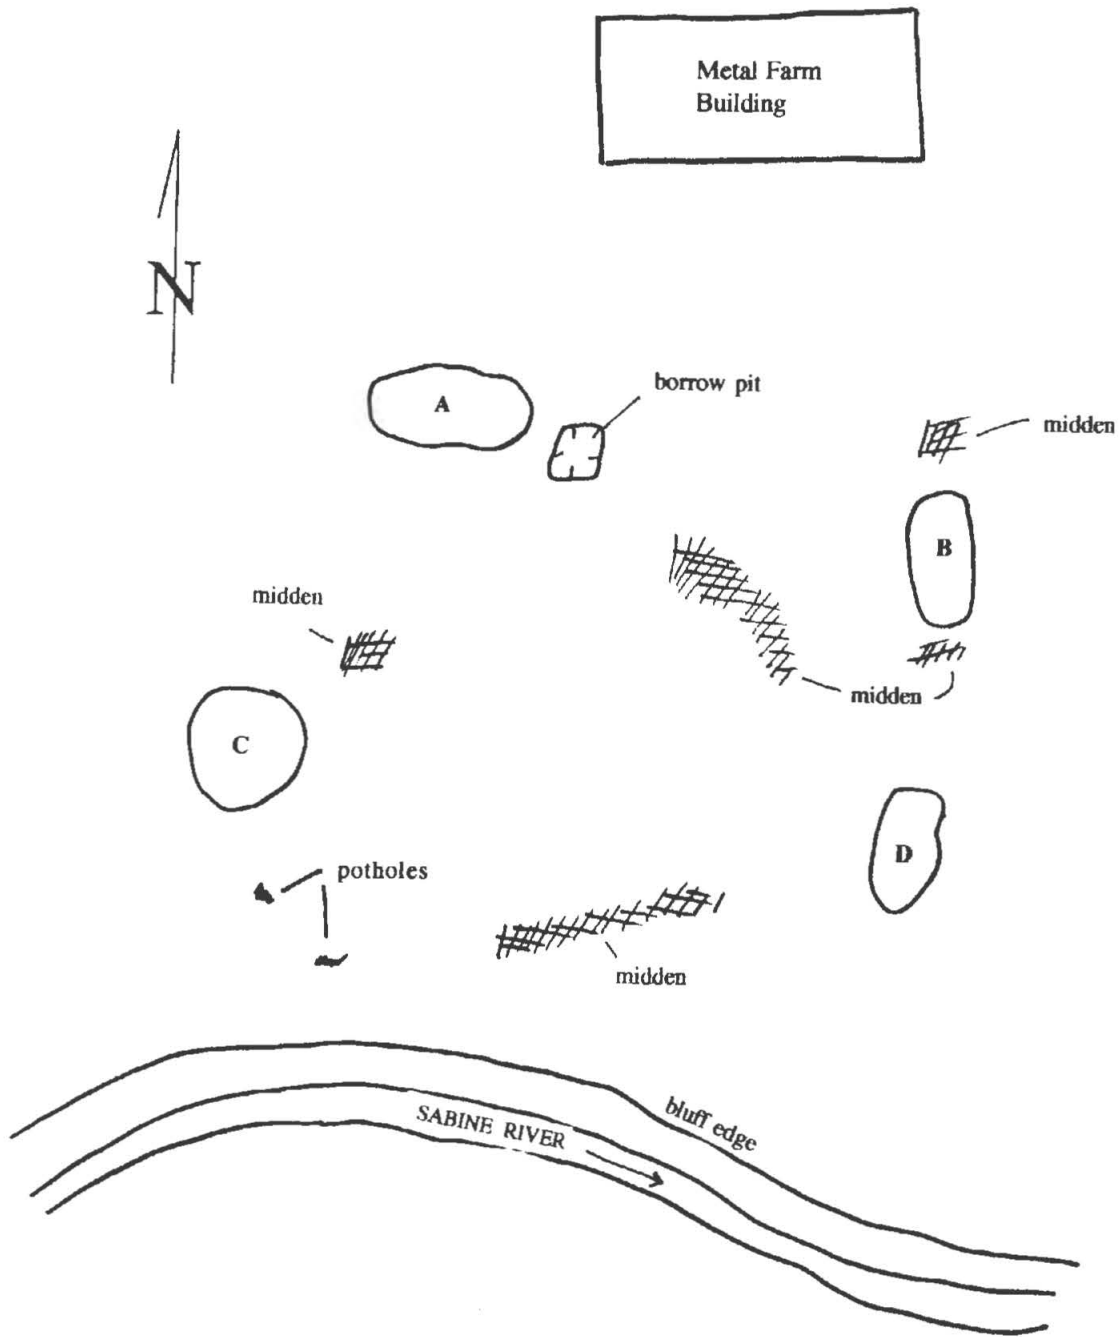 Metal Farm
Building
N
A
borrow pit
midden
B
midden
midden
C
D
potholes
midden
SABINE RIVER
bluff edge